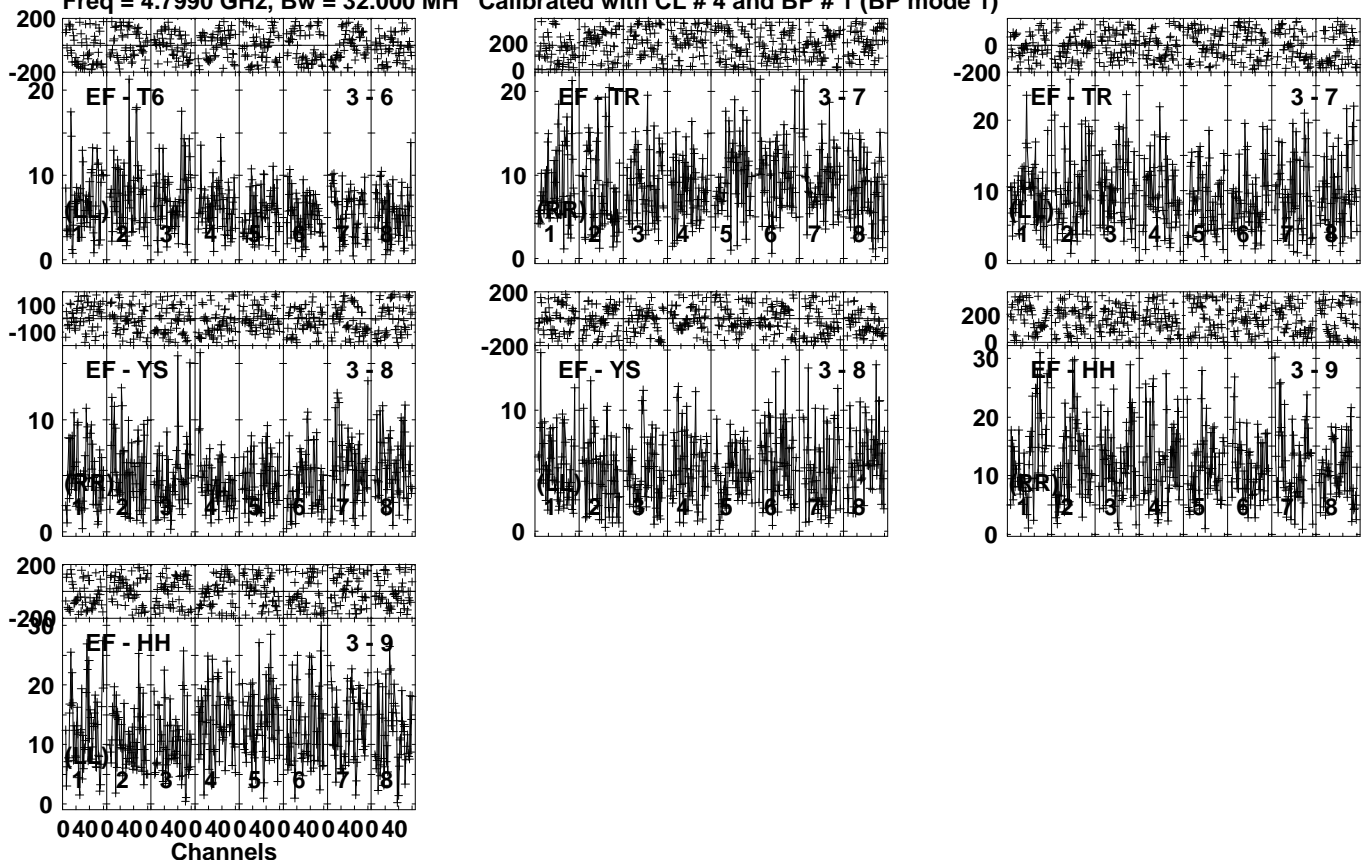 Freq = 4.7990 GHz, Bw = 32.000 MH Calibrated with CL # 4 and BP # 1 (BP mode 1)
200
-200
20
10
0
EF - T6 3 - 6
(LL)
1 2 3 4 5 6 7 8
200
0
20
10
0
EF - TR 3 - 7
(RR)
1 2 3 4 5 6 7 8
0
-200
20
10
0
EF - TR 3 - 7
(LL)
1 2 3 4 5 6 7 8
100
-100
10
0
EF - YS 3 - 8
(RR)
1 2 3 4 5 6 7 8
200
-200
10
0
EF - YS 3 - 8
(LL)
1 2 3 4 5 6 7 8
200
0
30
20
10
0
EF - HH 3 - 9
(RR)
1 2 3 4 5 6 7 8
200
-200
30
20
10
0
EF - HH 3 - 9
(LL)
1 2 3 4 5 6 7 8
0 40 0 40 0 40 0 40 0 40 0 40 0 40 0 40
Channels